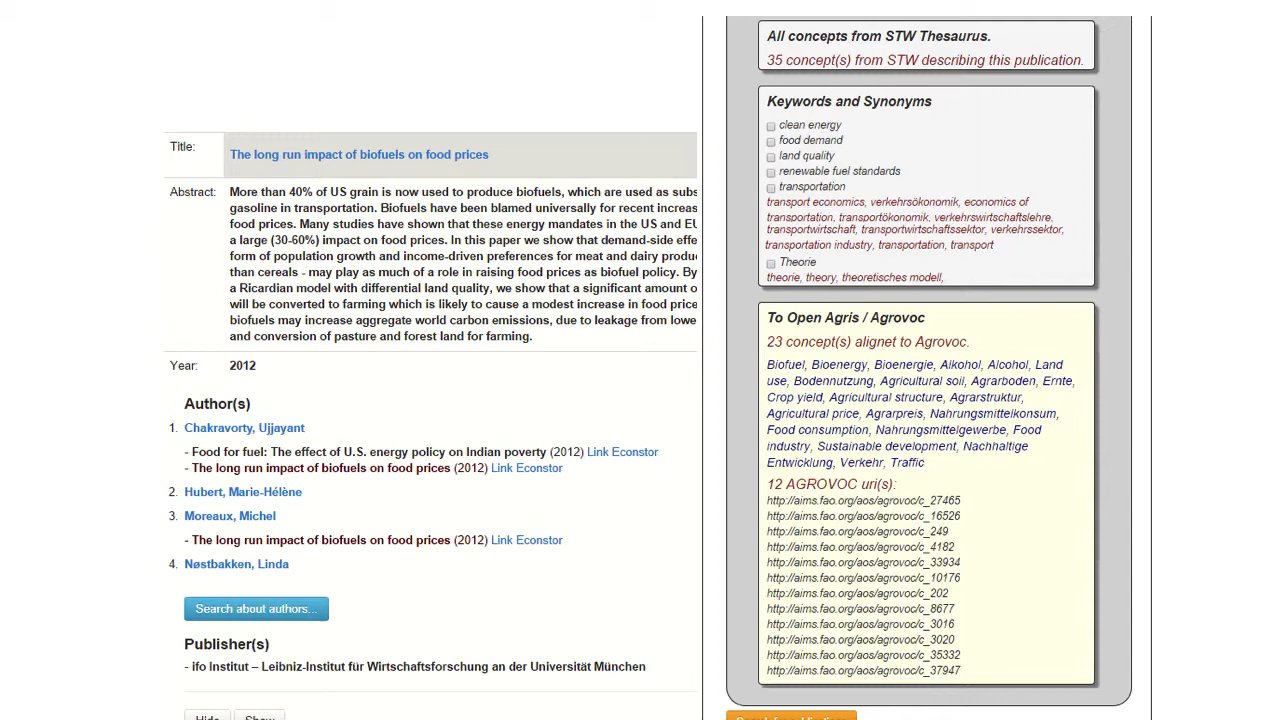 Title:
The long run impact of biofuels on food prices
Abstract:
More than 40% of US grain is now used to produce biofuels, which are used as subs
gasoline in transportation. Biofuels have been blamed universally for recent increas
food prices. Many studies have shown that these energy mandates in the US and EU
a large (30-60%) impact on food prices. In this paper we show that demand-side effe
form of population growth and income-driven preferences for meat and dairy produ
than cereals - may play as much of a role in raising food prices as biofuel policy. By
a Ricardian model with differential land quality, we show that a significant amount o
will be converted to farming which is likely to cause a modest increase in food price
biofuels may increase aggregate world carbon emissions, due to leakage from lowe
and conversion of pasture and forest land for farming.
Year:
2012
Author(s)
1. Chakravorty, Ujjayant
- Food for fuel: The effect of U.S. energy policy on Indian poverty (2012) Link Econstor
- The long run impact of biofuels on food prices (2012) Link Econstor
2. Hubert, Marie-Hélène
3. Moreaux, Michel
- The long run impact of biofuels on food prices (2012) Link Econstor
4. Nøstbakken, Linda
Search about authors...
Publisher(s)
- ifo Institut – Leibniz-Institut für Wirtschaftsforschung an der Universität München
Hide Show
All concepts from STW Thesaurus.
35 concept(s) from STW describing this publication.
Keywords and Synonyms
clean energy
food demand
land quality
renewable fuel standards
transportation
transport economics, verkehrsökonomik, economics of
transportation, transportökonomik, verkehrswirtschaftslehre,
transportwirtschaft, transportwirtschaftssektor, verkehrssektor,
transportation industry, transportation, transport
Theorie
theorie, theory, theoretisches modell,
To Open Agris / Agrovoc
23 concept(s) alignet to Agrovoc.
Biofuel, Bioenergy, Bioenergie, Alkohol, Alcohol, Land
use, Bodennutzung, Agricultural soil, Agrarboden, Ernte,
Crop yield, Agricultural structure, Agrarstruktur,
Agricultural price, Agrarpreis, Nahrungsmittelkonsum,
Food consumption, Nahrungsmittelgewerbe, Food
industry, Sustainable development, Nachhaltige
Entwicklung, Verkehr, Traffic
12 AGROVOC uri(s):
http://aims.fao.org/aos/agrovoc/c_27465
http://aims.fao.org/aos/agrovoc/c_16526
http://aims.fao.org/aos/agrovoc/c_249
http://aims.fao.org/aos/agrovoc/c_4182
http://aims.fao.org/aos/agrovoc/c_33934
http://aims.fao.org/aos/agrovoc/c_10176
http://aims.fao.org/aos/agrovoc/c_202
http://aims.fao.org/aos/agrovoc/c_8677
http://aims.fao.org/aos/agrovoc/c_3016
http://aims.fao.org/aos/agrovoc/c_3020
http://aims.fao.org/aos/agrovoc/c_35332
http://aims.fao.org/aos/agrovoc/c_37947